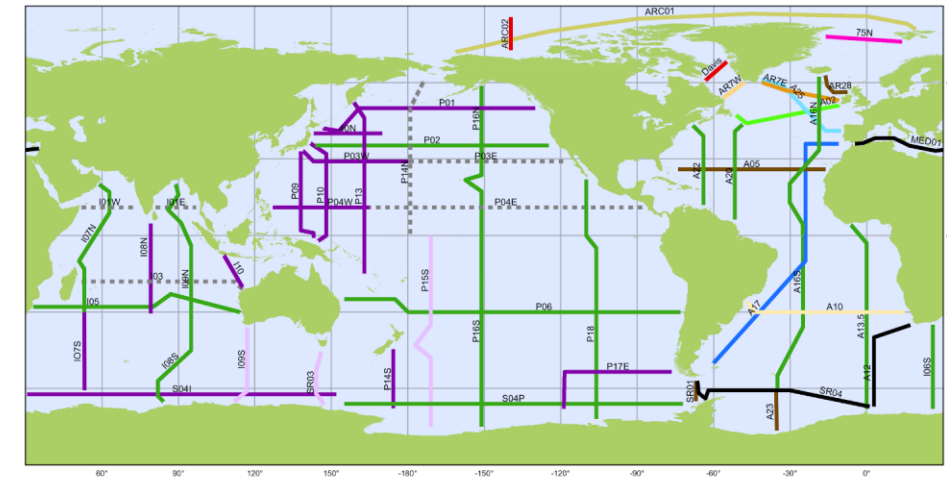 ARC01
ARC02
75N
Davis
AR7W
AR7E
A25
AR28
A02
A16N
MED01
P01
P16N
40N
P02
P14N
P03W
P03E
A22
A20
A05
P09
P10
P13
P04W
P04E
I01W
I01E
I07N
I08N
I10
I09N
I03
P15S
I05
P06
A16S
A17
A10
A13.5
IO7S
I08S
I09S
SR03
P14S
P16S
P18
P17E
A12
I06S
S04I
S04P
SR01
SR04
A23
60°
90°
120°
150°
-180°
-150°
-120°
-90°
-60°
-30°
0°